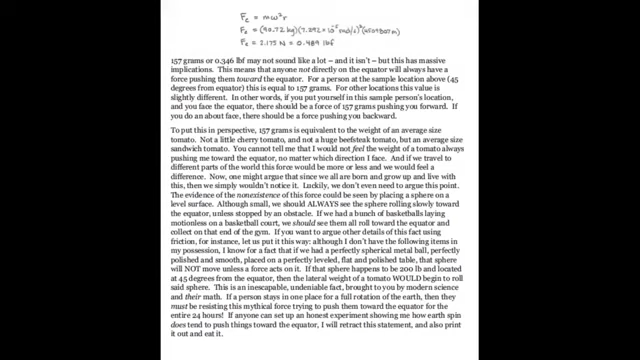 F_c = mω²r
F_c = (90.72 kg)(7.292 × 10⁻⁵ rad/s)²(4509807m)
F_c = 2.175 N = 0.489 lbf
157 grams or 0.346 lbf may not sound like a lot – and it isn't – but this has massive
implications. This means that anyone not directly on the equator will always have a
force pushing them toward the equator. For a person at the sample location above (45
degrees from equator) this is equal to 157 grams. For other locations this value is
slightly different. In other words, if you put yourself in this sample person's location,
and you face the equator, there should be a force of 157 grams pushing you forward. If
you do an about face, there should be a force pushing you backward.
To put this in perspective, 157 grams is equivalent to the weight of an average size
tomato. Not a little cherry tomato, and not a huge beefsteak tomato, but an average size
sandwich tomato. You cannot tell me that I would not feel the weight of a tomato always
pushing me toward the equator, no matter which direction I face. And if we travel to
different parts of the world this force would be more or less and we would feel a
difference. Now, one might argue that since we all are born and grow up and live with
this, then we simply wouldn't notice it. Luckily, we don't even need to argue this point.
The evidence of the nonexistence of this force could be seen by placing a sphere on a
level surface. Although small, we should ALWAYS see the sphere rolling slowly toward
the equator, unless stopped by an obstacle. If we had a bunch of basketballs laying
motionless on a basketball court, we should see them all roll toward the equator and
collect on that end of the gym. If you want to argue other details of this fact using
friction, for instance, let us put it this way: although I don't have the following items in
my possession, I know for a fact that if we had a perfectly spherical metal ball, perfectly
polished and smooth, placed on a perfectly leveled, flat and polished table, that sphere
will NOT move unless a force acts on it. If that sphere happens to be 200 lb and located
at 45 degrees from the equator, then the lateral weight of a tomato WOULD begin to roll
said sphere. This is an inescapable, undeniable fact, brought to you by modern science
and their math. If a person stays in one place for a full rotation of the earth, then they
must be resisting this mythical force trying to push them toward the equator for the
entire 24 hours! If anyone can set up an honest experiment showing me how earth spin
does tend to push things toward the equator, I will retract this statement, and also print
it out and eat it.